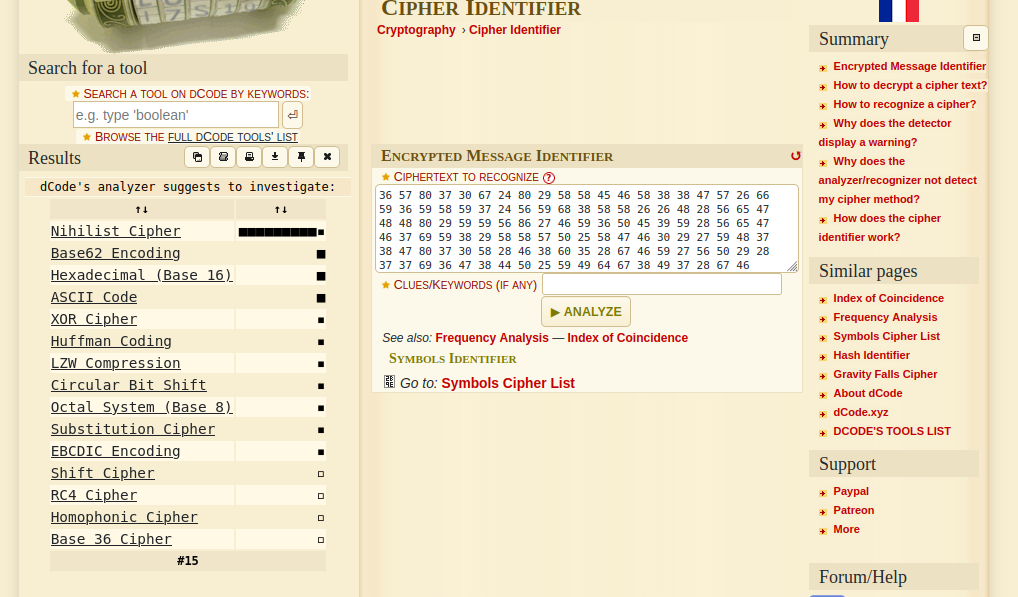 CIPHER IDENTIFIER
Cryptography › Cipher Identifier
Search for a tool
SEARCH A TOOL ON DCODE BY KEYWORDS:
e.g. type 'boolean'
BROWSE THE FULL DCODE TOOLS' LIST
Results
dCode's analyzer suggests to investigate:
↑↓ ↑↓
Nihilist Cipher
Base62 Encoding
Hexadecimal (Base 16)
ASCII Code
XOR Cipher
Huffman Coding
LZW Compression
Circular Bit Shift
Octal System (Base 8)
Substitution Cipher
EBCDIC Encoding
Shift Cipher
RC4 Cipher
Homophonic Cipher
Base 36 Cipher
#15
ENCRYPTED MESSAGE IDENTIFIER
CIPHERTEXT TO RECOGNIZE ?
36 57 80 37 30 67 24 80 29 58 58 45 46 58 38 38 47 57 26 66
59 36 59 58 59 37 24 56 59 68 38 58 58 26 26 48 28 56 65 47
48 48 80 29 59 59 56 86 27 46 59 36 50 45 39 59 28 56 65 47
46 37 69 59 38 29 58 58 57 50 25 58 47 46 30 29 27 59 48 37
38 47 80 37 30 58 28 46 38 60 35 28 67 46 59 27 56 50 29 28
37 37 69 36 47 38 44 50 25 59 49 64 67 38 49 37 28 67 46
CLUES/KEYWORDS (IF ANY)
▶ ANALYZE
See also: Frequency Analysis — Index of Coincidence
SYMBOLS IDENTIFIER
Go to: Symbols Cipher List
Summary
Encrypted Message Identifier
How to decrypt a cipher text?
How to recognize a cipher?
Why does the detector
display a warning?
Why does the
analyzer/recognizer not detect
my cipher method?
How does the cipher
identifier work?
Similar pages
Index of Coincidence
Frequency Analysis
Symbols Cipher List
Hash Identifier
Gravity Falls Cipher
About dCode
dCode.xyz
DCODE'S TOOLS LIST
Support
Paypal
Patreon
More
Forum/Help